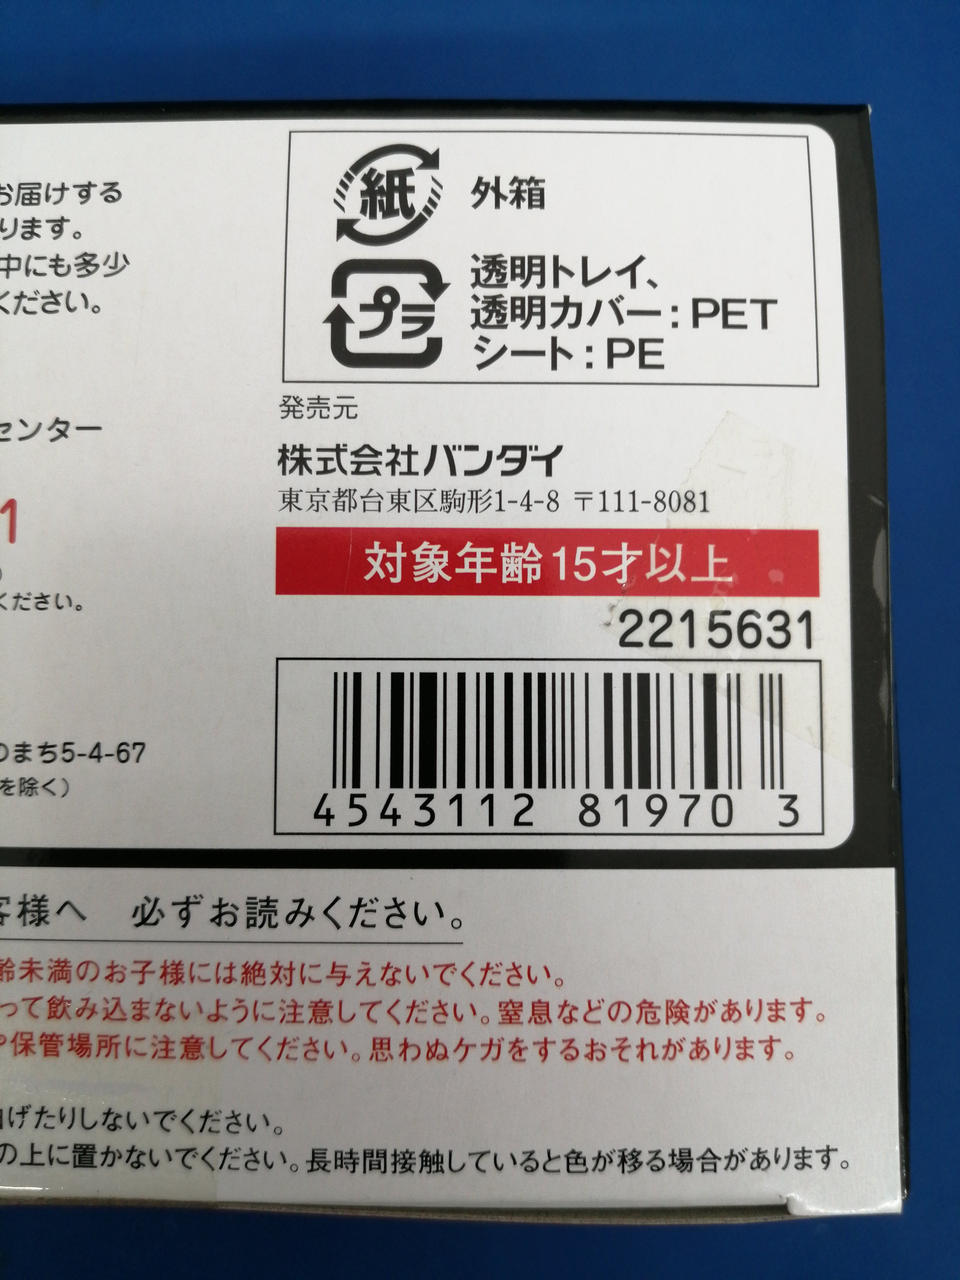 お届けする
ります。
中にも多少
ください。
センター
1
ください。
のまち5-4-67
を除く)
紙
外箱
プラ
透明トレイ、
透明カバー:PET
シート:PE
発売元
株式会社バンダイ
東京都台東区駒形1-4-8 〒111-8081
対象年齢15才以上
2215631
4543112 81970 3
客様へ 必ずお読みください。
齢未満のお子様には絶対に与えないでください。
って飲み込まないように注意してください。窒息などの危険があります。
や保管場所に注意してください。思わぬケガをするおそれがあります。
曲げたりしないでください。
の上に置かないでください。長時間接触していると色が移る場合があります。